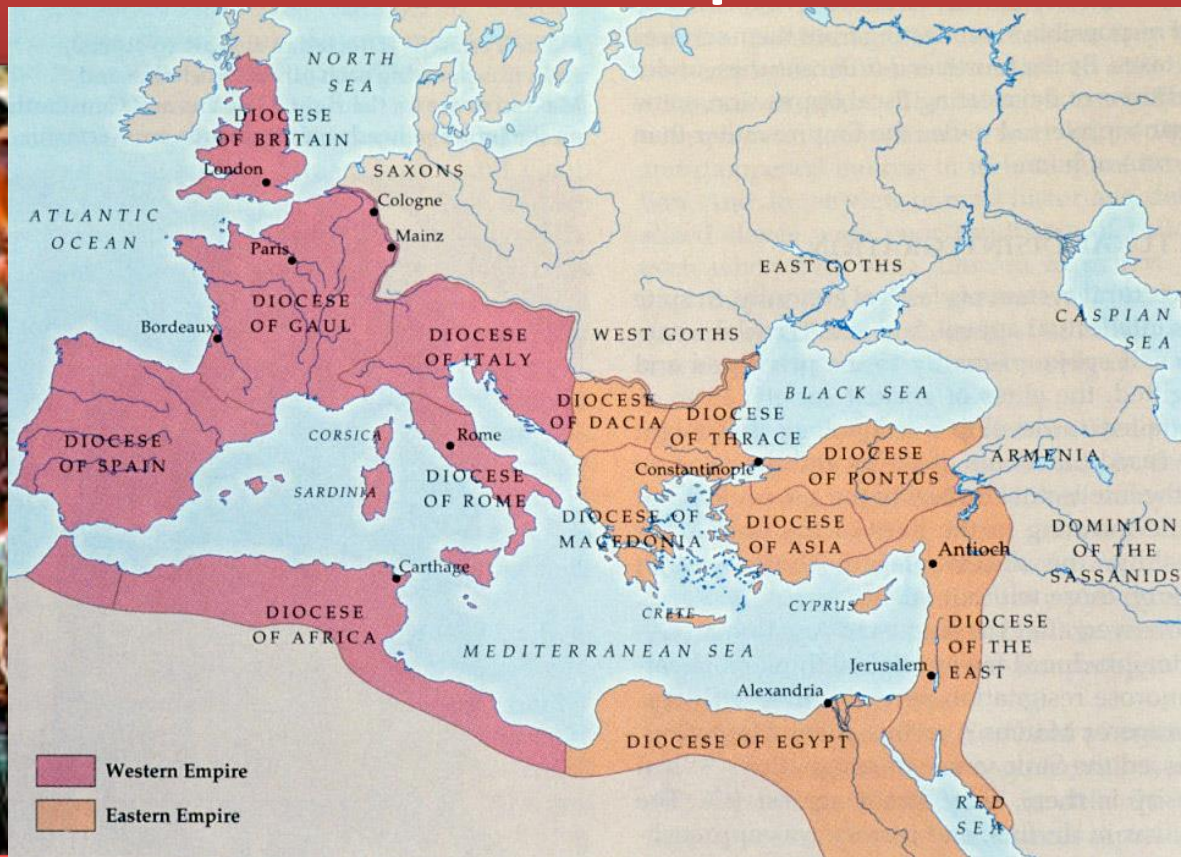 NORTH
SEA
DIOCESE
OF BRITAIN
London
SAXONS
Cologne
ATLANTIC
OCEAN
Mainz
Paris
EAST GOTHS
DIOCESE
OF GAUL
CASPIAN
SEA
Bordeaux
DIOCESE
OF ITALY
WEST GOTHS
BLACK SEA
DIOCESE
OF DACIA
DIOCESE
OF THRACE
CORSICA
Rome
DIOCESE
OF SPAIN
Constantinople
DIOCESE
OF PONTUS
ARMENIA
SARDINIA
DIOCESE
OF ROME
DIOCESE OF
MACEDONIA
DIOCESE
OF ASIA
DOMINION
OF THE
SASSANIDS
Antioch
Carthage
DIOCESE
OF AFRICA
CRETE
CYPRUS
DIOCESE
OF THE
EAST
MEDITERRANEAN SEA
Jerusalem
Alexandria
DIOCESE OF EGYPT
Western Empire
Eastern Empire
RED
SEA